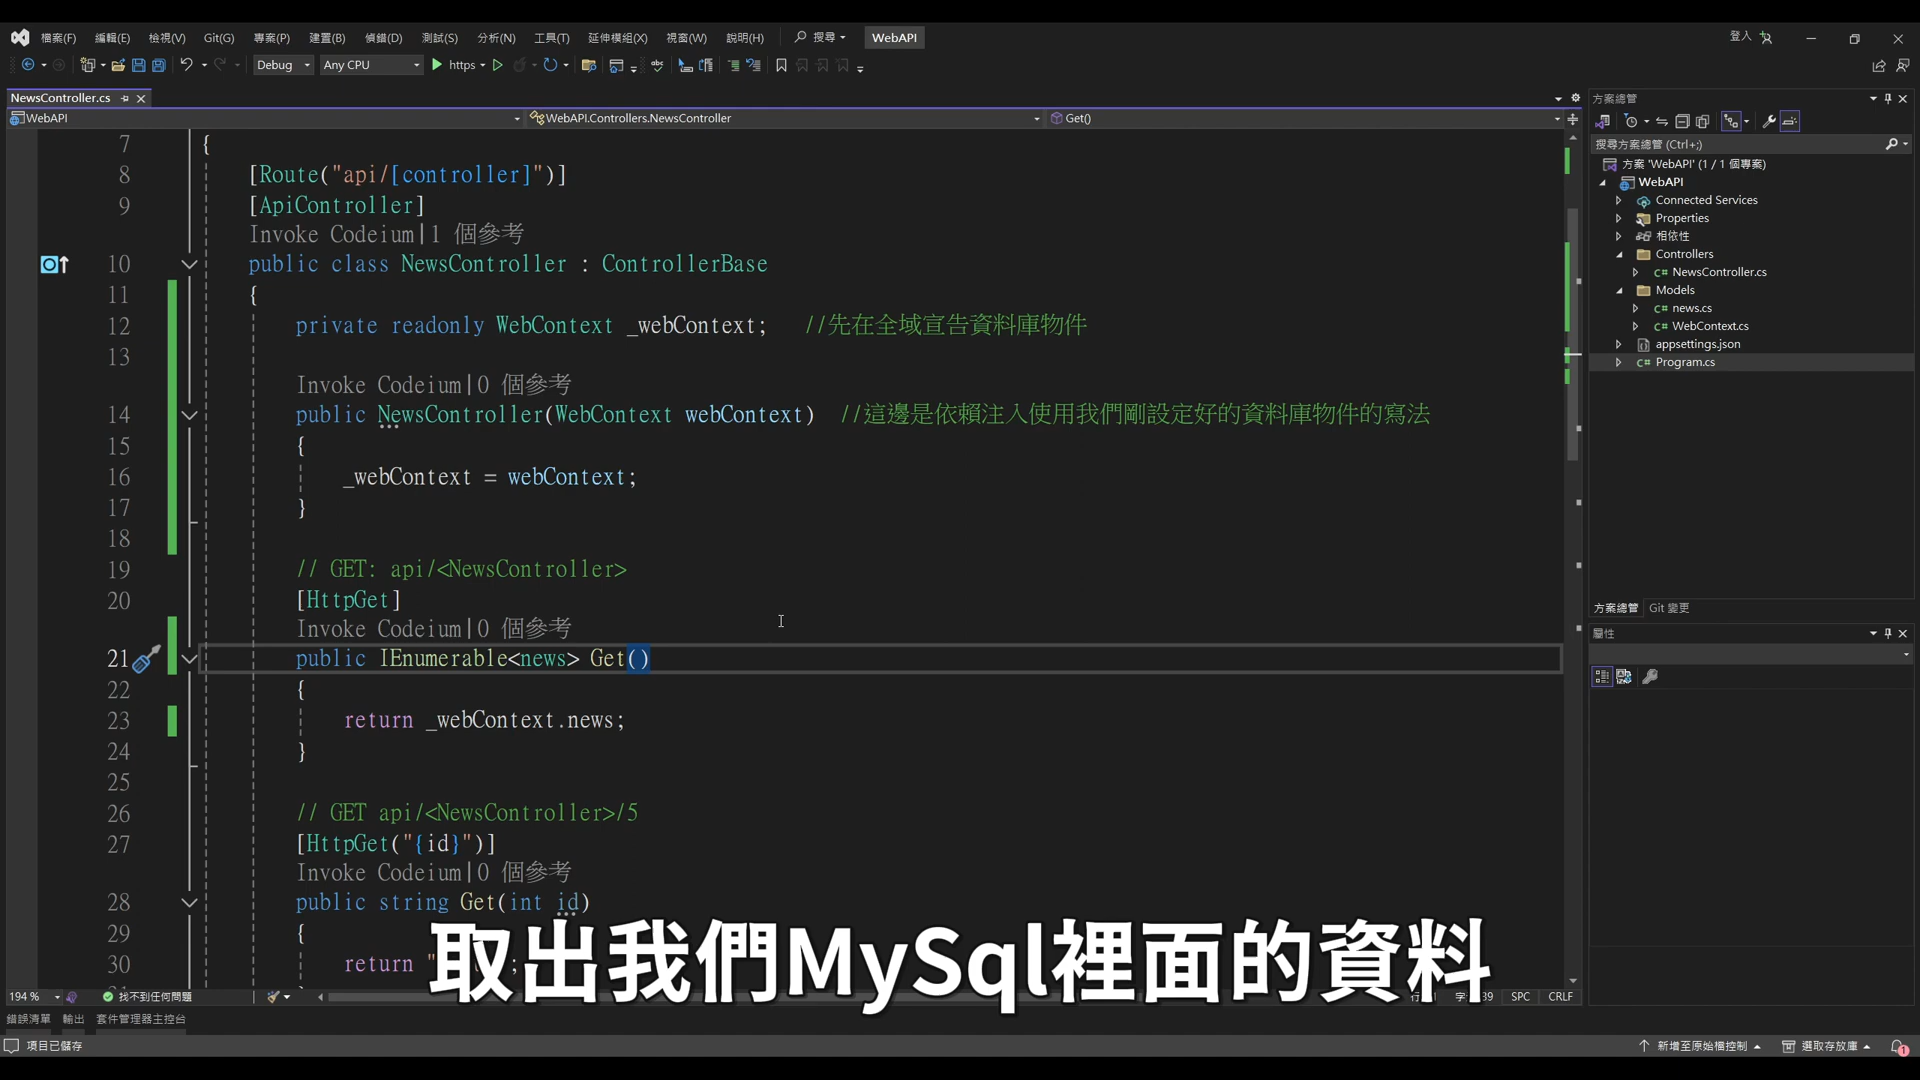 檔案(F) 編輯(E) 檢視(V) Git(G) 專案(P) 建置(B) 偵錯(D) 測試(S) 分析(N) 工具(T) 延伸模組(X) 視窗(W) 說明(H) 搜尋 WebAPI 登入
Debug Any CPU https
NewsController.cs
WebAPI WebAPI.Controllers.NewsController Get()
7 {
8 [Route("api/[controller]")]
9 [ApiController]
Invoke Codeium|1 個參考
10 public class NewsController : ControllerBase
11 {
12 private readonly WebContext _webContext; //先在全域宣告資料庫物件
13
Invoke Codeium|0 個參考
14 public NewsController(WebContext webContext) //這邊是依賴注入使用我們剛設定好的資料庫物件的寫法
15 {
16 _webContext = webContext;
17 }
18
19 // GET: api/<NewsController>
20 [HttpGet]
Invoke Codeium|0 個參考
21 public IEnumerable<news> Get()
22 {
23 return _webContext.news;
24 }
25
26 // GET api/<NewsController>/5
27 [HttpGet("{id}")]
Invoke Codeium|0 個參考
28 public string Get(int id)
29 {
30 return "
取出我們MySql裡面的資料
194 % 找不到任何問題 SPC CRLF
錯誤清單 輸出 套件管理器主控台
項目已儲存 新增至原始檔控制 選取存放庫 1
方案總管
搜尋方案總管 (Ctrl+;)
方案 'WebAPI' (1 / 1 個專案)
WebAPI
Connected Services
Properties
相依性
Controllers
C# NewsController.cs
Models
C# news.cs
C# WebContext.cs
appsettings.json
C# Program.cs
方案總管 Git 變更
屬性